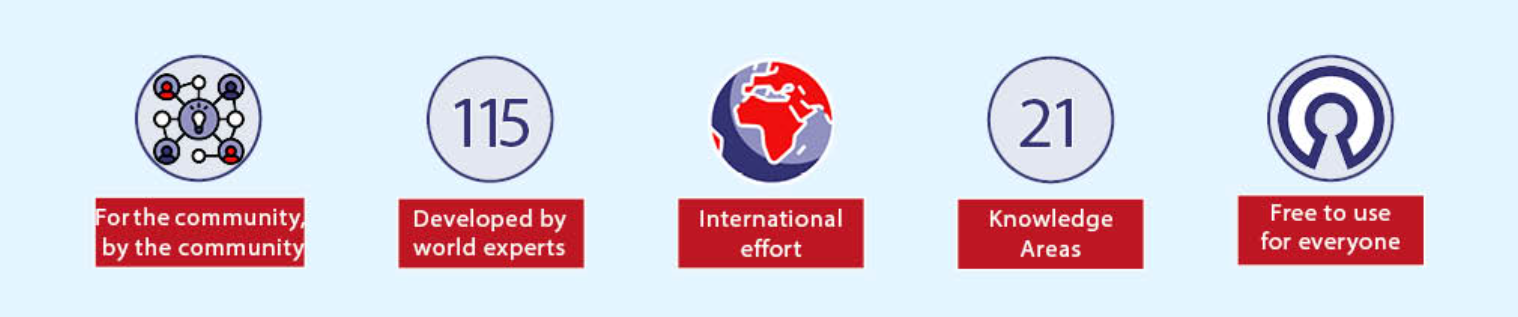 For the community,
by the community
115
Developed by
world experts
International
effort
21
Knowledge
Areas
Free to use
for everyone